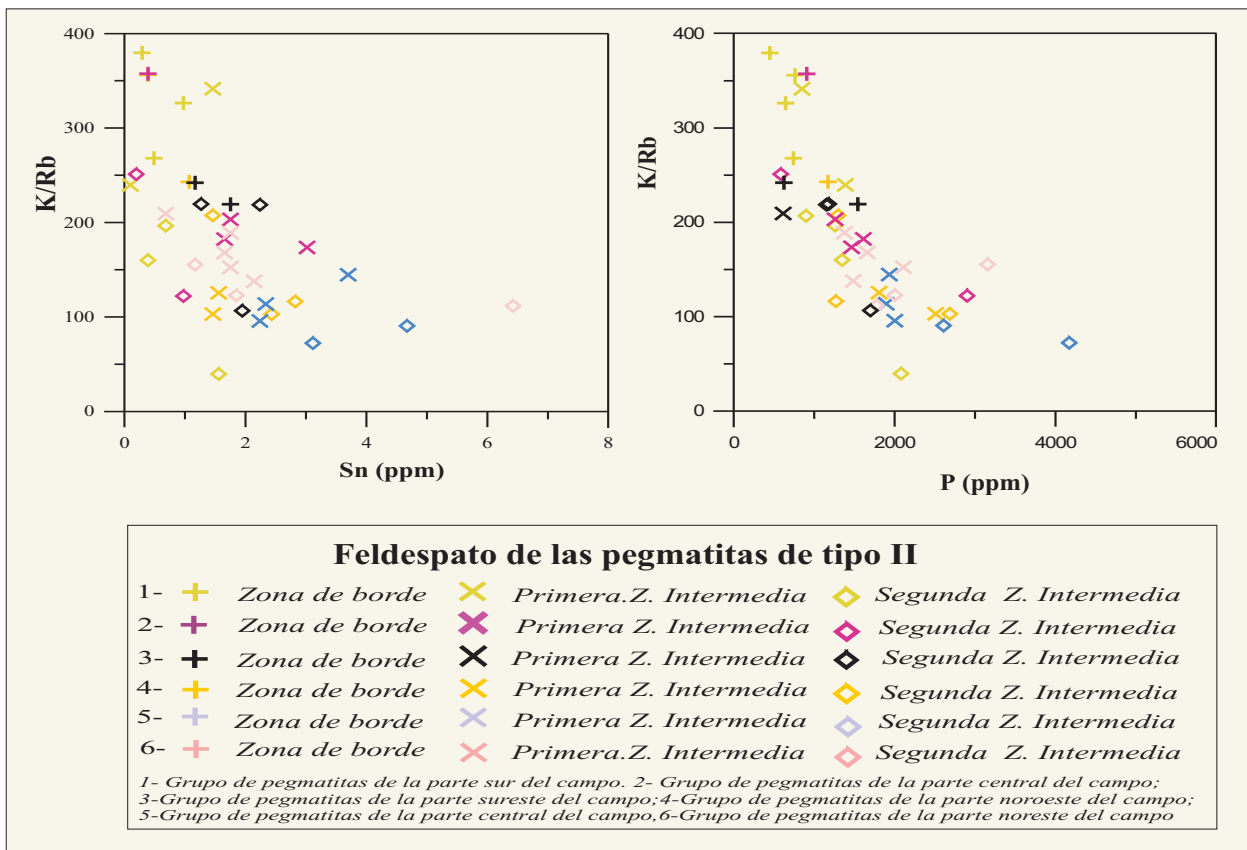 400
300
200
100
0
K/Rb
0
2
4
6
8
Sn (ppm)
400
300
200
100
0
K/Rb
0
2000
4000
6000
P (ppm)
Feldespato de las pegmatitas de tipo II
1- Zona de borde Primera.Z. Intermedia Segunda Z. Intermedia
2- Zona de borde Primera Z. Intermedia Segunda Z. Intermedia
3- Zona de borde Primera Z. Intermedia Segunda Z. Intermedia
4- Zona de borde Primera Z. Intermedia Segunda Z. Intermedia
5- Zona de borde Primera Z. Intermedia Segunda Z. Intermedia
6- Zona de borde Primera.Z. Intermedia Segunda Z. Intermedia
1- Grupo de pegmatitas de la parte sur del campo. 2- Grupo de pegmatitas de la parte central del campo;
3-Grupo de pegmatitas de la parte sureste del campo;4-Grupo de pegmatitas de la parte noroeste del campo;
5-Grupo de pegmatitas de la parte central del campo,6-Grupo de pegmatitas de la parte noreste del campo